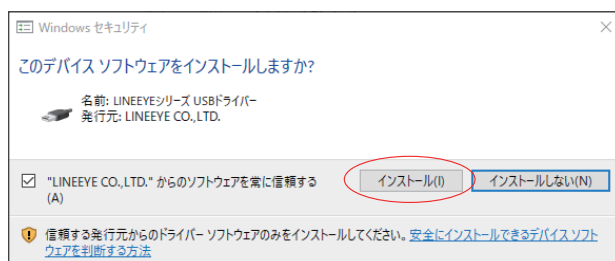 Windows セキュリティ
このデバイス ソフトウェアをインストールしますか?
名前: LINEEYEシリーズ USBドライバー
発行元: LINEEYE CO.,LTD.
"LINEEYE CO.,LTD." からのソフトウェアを常に信頼する
(A)
インストール(I)
インストールしない(N)
信頼する発行元からのドライバー ソフトウェアのみをインストールしてください。安全にインストールできるデバイス ソフト
ウェアを判断する方法